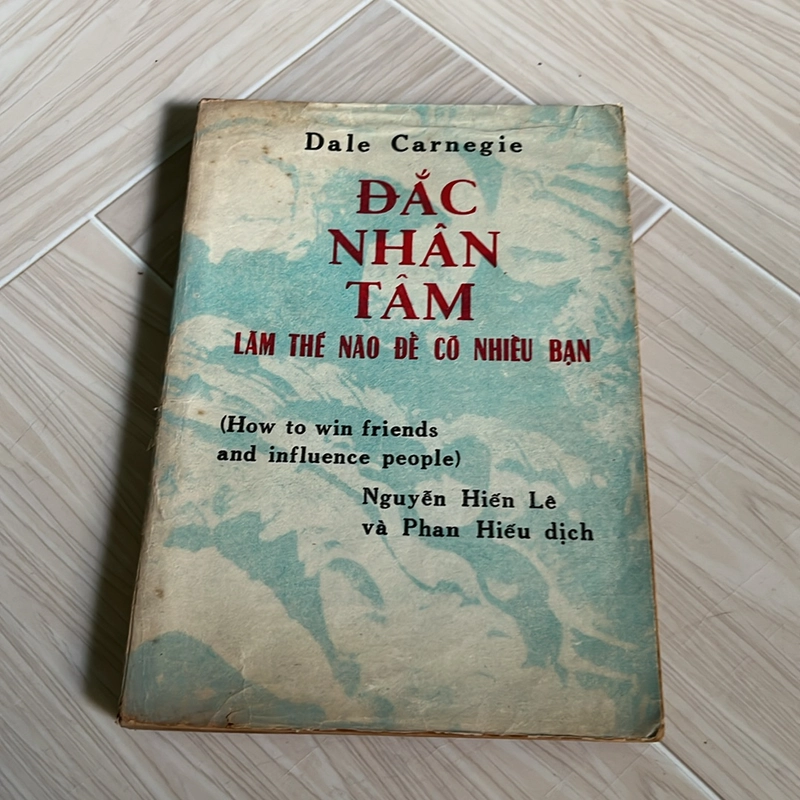 Dale Carnegie
ĐẮC
NHÂN
TÂM
LÀM THẾ NÀO ĐỂ CÓ NHIỀU BẠN
(How to win friends
and influence people)
Nguyễn Hiến Lê
và Phan Hiếu dịch